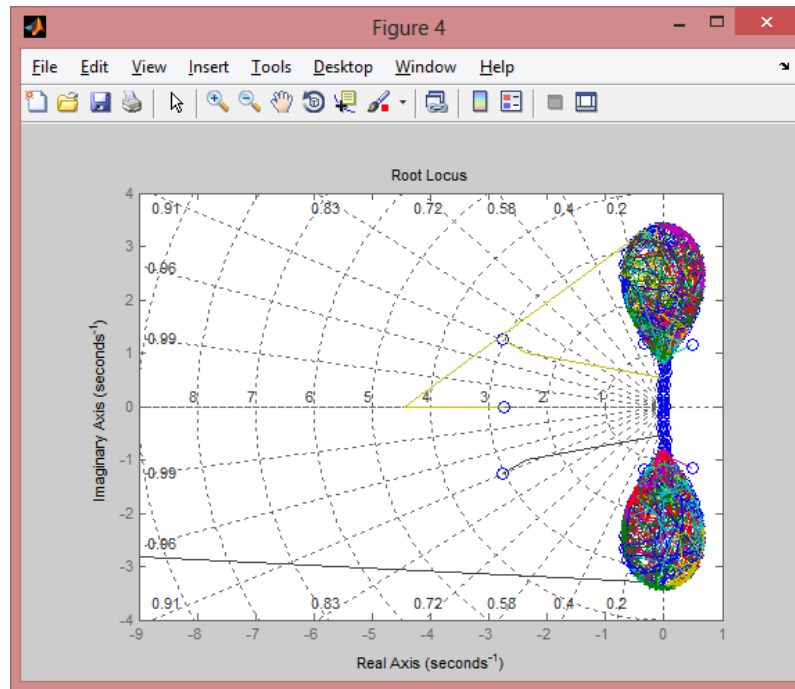 Figure 4
File Edit View Insert Tools Desktop Window Help
Root Locus
4
0.91 0.83 0.72 0.58 0.4 0.2
3
0.96
2
0.99
1
0 8 7 6 5 4 3 2 1
-1
0.99
-2
0.96
-3
0.91 0.83 0.72 0.58 0.4 0.2
-4
-9 -8 -7 -6 -5 -4 -3 -2 -1 0 1
Imaginary Axis (seconds⁻¹)
Real Axis (seconds⁻¹)